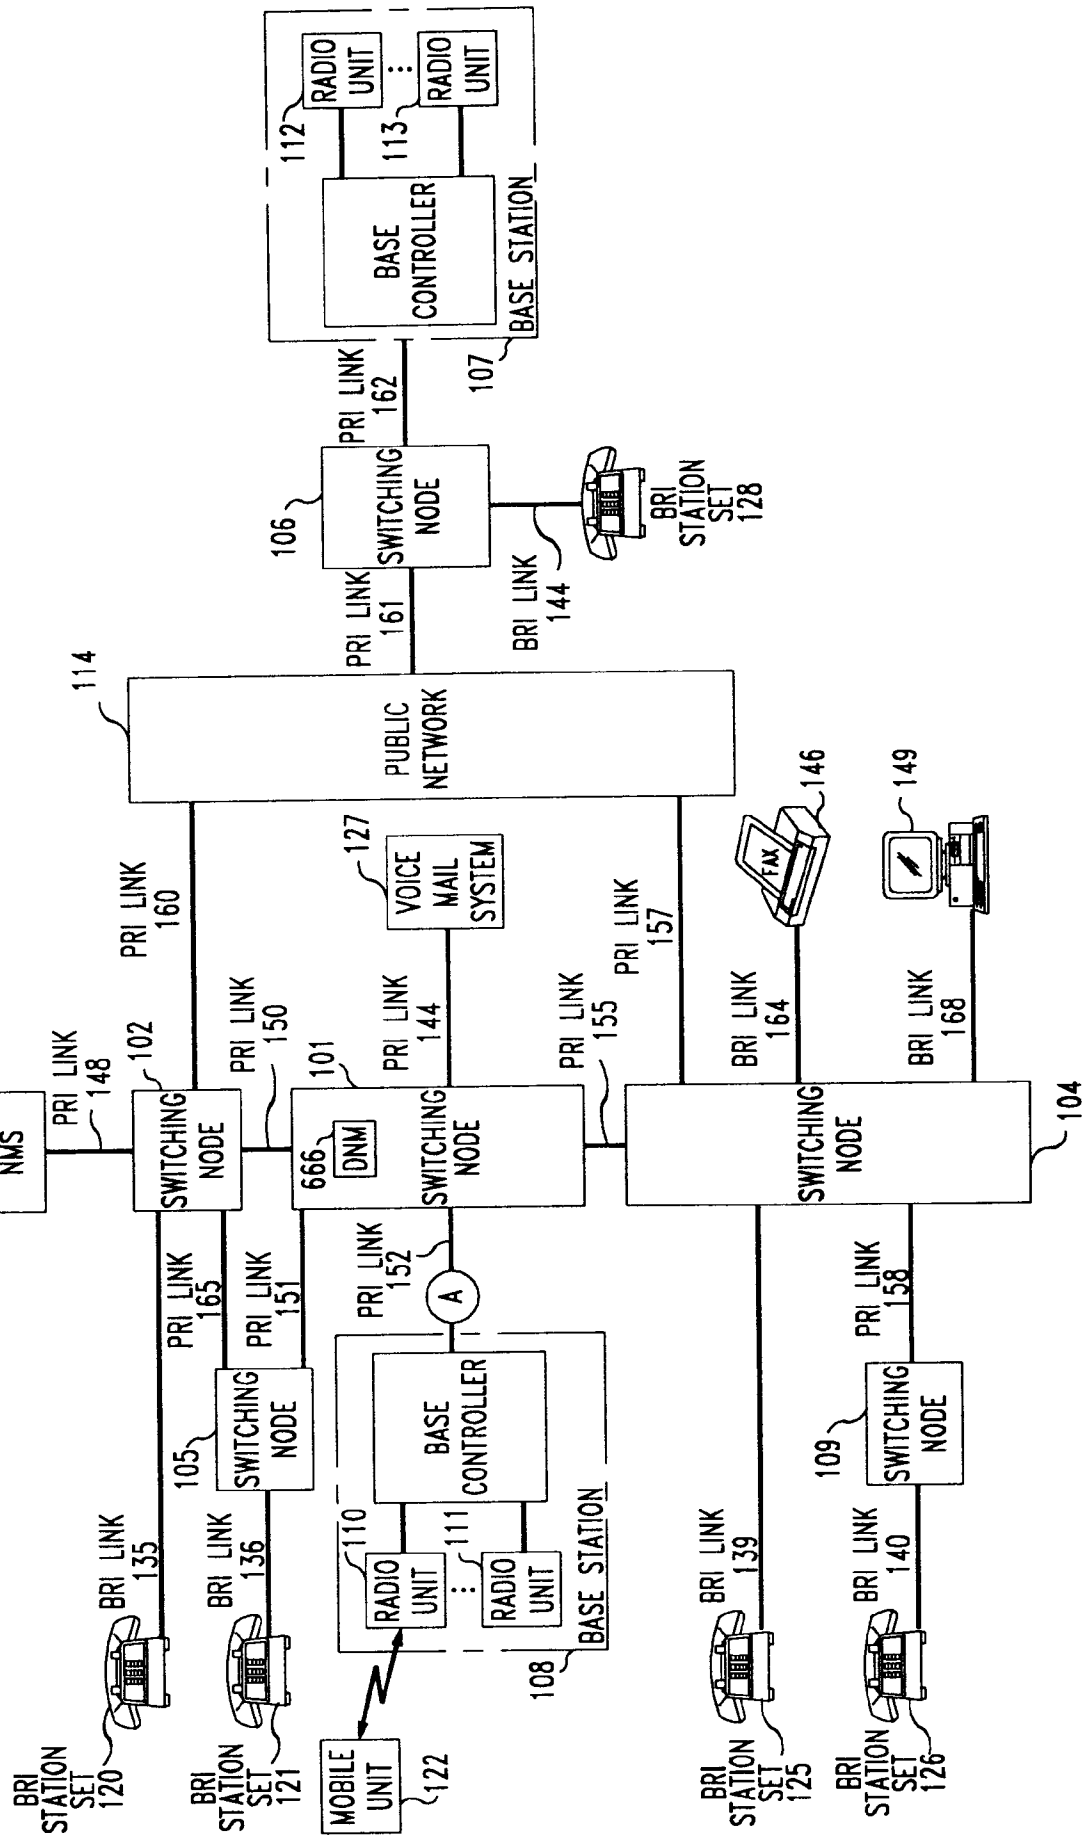 NMS
PRI LINK
148
102
SWITCHING
NODE
PRI LINK
160
114
PUBLIC
NETWORK
BRI
STATION
SET
120
BRI LINK
135
PRI LINK
165
PRI LINK
150
BRI
STATION
SET
121
BRI LINK
136
105
SWITCHING
NODE
PRI LINK
151
101
666
DNM
SWITCHING
NODE
PRI LINK
144
127
VOICE
MAIL
SYSTEM
MOBILE
UNIT
122
110
RADIO
UNIT
111
RADIO
UNIT
BASE
CONTROLLER
BASE STATION
108
A
PRI LINK
152
PRI LINK
155
PRI LINK
157
PRI LINK
161
106
SWITCHING
NODE
PRI LINK
162
BRI LINK
144
BRI
STATION
SET
128
107
BASE STATION
BASE
CONTROLLER
112
RADIO
UNIT
113
RADIO
UNIT
BRI
STATION
SET
125
BRI LINK
139
SWITCHING
NODE
104
BRI LINK
164
FAX
146
BRI LINK
168
149
BRI
STATION
SET
126
BRI LINK
140
109
SWITCHING
NODE
PRI LINK
158